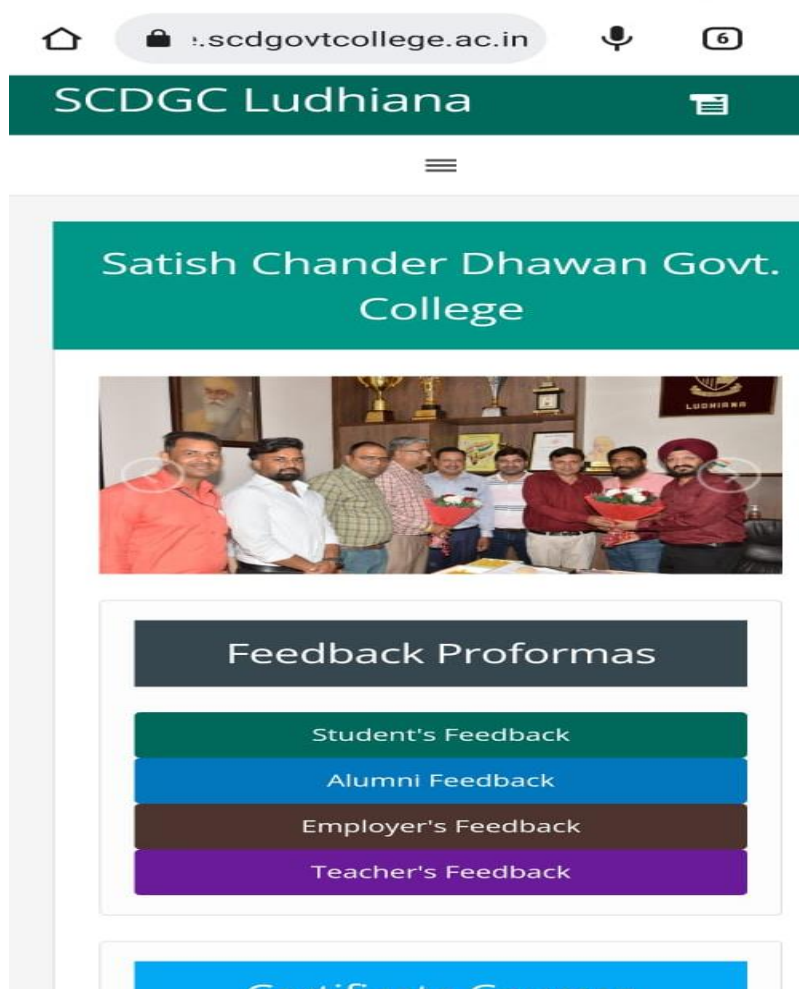 .scdgovtcollege.ac.in
6
SCDGC Ludhiana
Satish Chander Dhawan Govt.
College
LUDHIANA
Feedback Proformas
Student's Feedback
Alumni Feedback
Employer's Feedback
Teacher's Feedback